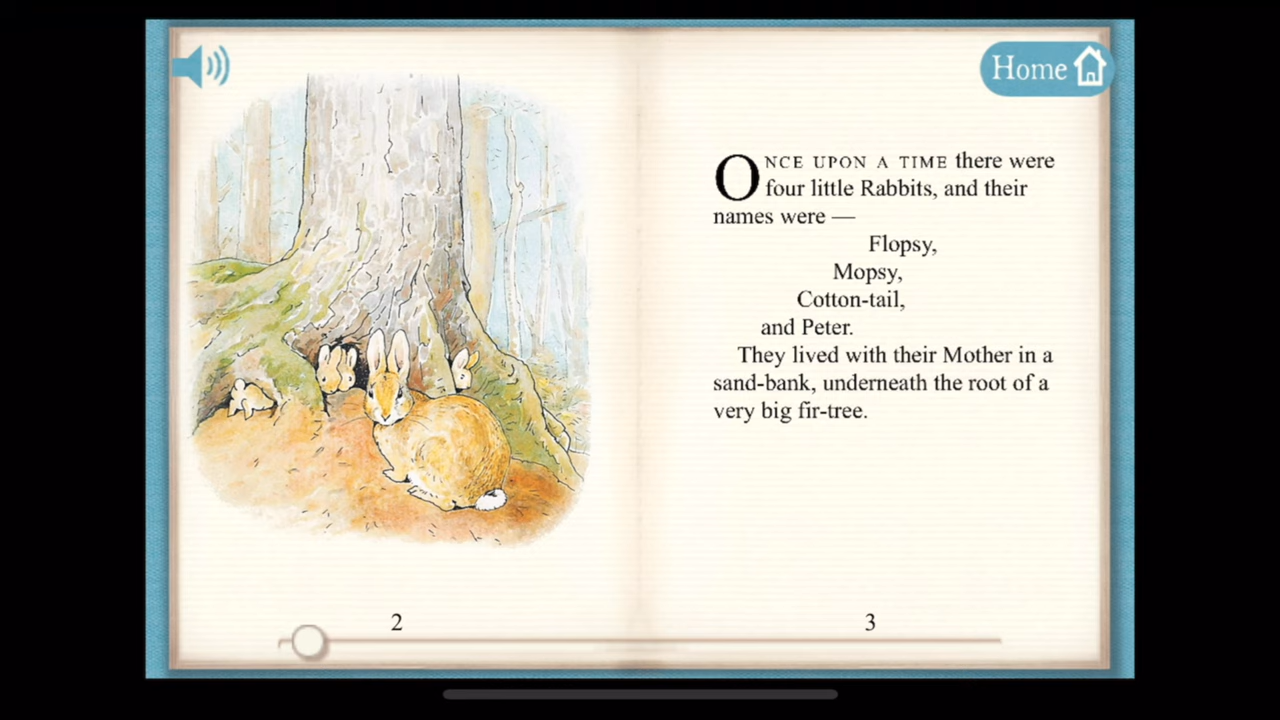 Home
ONCE UPON A TIME there were
four little Rabbits, and their
names were —
Flopsy,
Mopsy,
Cotton-tail,
and Peter.
They lived with their Mother in a
sand-bank, underneath the root of a
very big fir-tree.
2
3